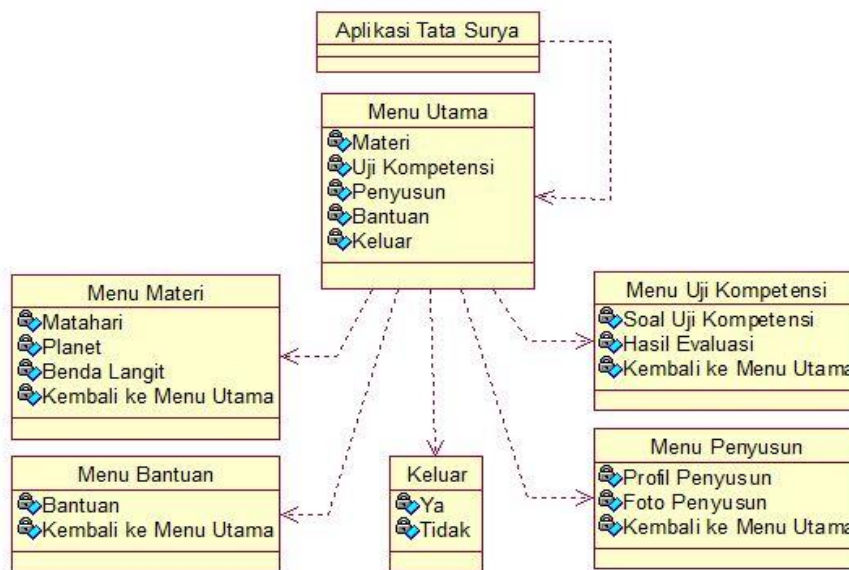 Aplikasi Tata Surya
Menu Utama
Materi
Uji Kompetensi
Penyusun
Bantuan
Keluar
Menu Materi
Matahari
Planet
Benda Langit
Kembali ke Menu Utama
Menu Uji Kompetensi
Soal Uji Kompetensi
Hasil Evaluasi
Kembali ke Menu Utama
Menu Bantuan
Bantuan
Kembali ke Menu Utama
Keluar
Ya
Tidak
Menu Penyusun
Profil Penyusun
Foto Penyusun
Kembali ke Menu Utama